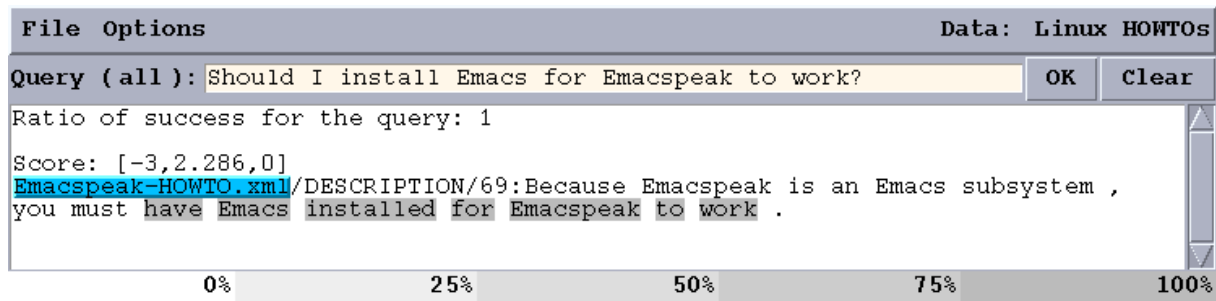 File Options Data: Linux HOWTOs
Query (all): Should I install Emacs for Emacspeak to work? OK Clear
Ratio of success for the query: 1
Score: [-3,2.286,0]
Emacspeak-HOWTO.xml/DESCRIPTION/69:Because Emacspeak is an Emacs subsystem ,
you must have Emacs installed for Emacspeak to work .
0% 25% 50% 75% 100%